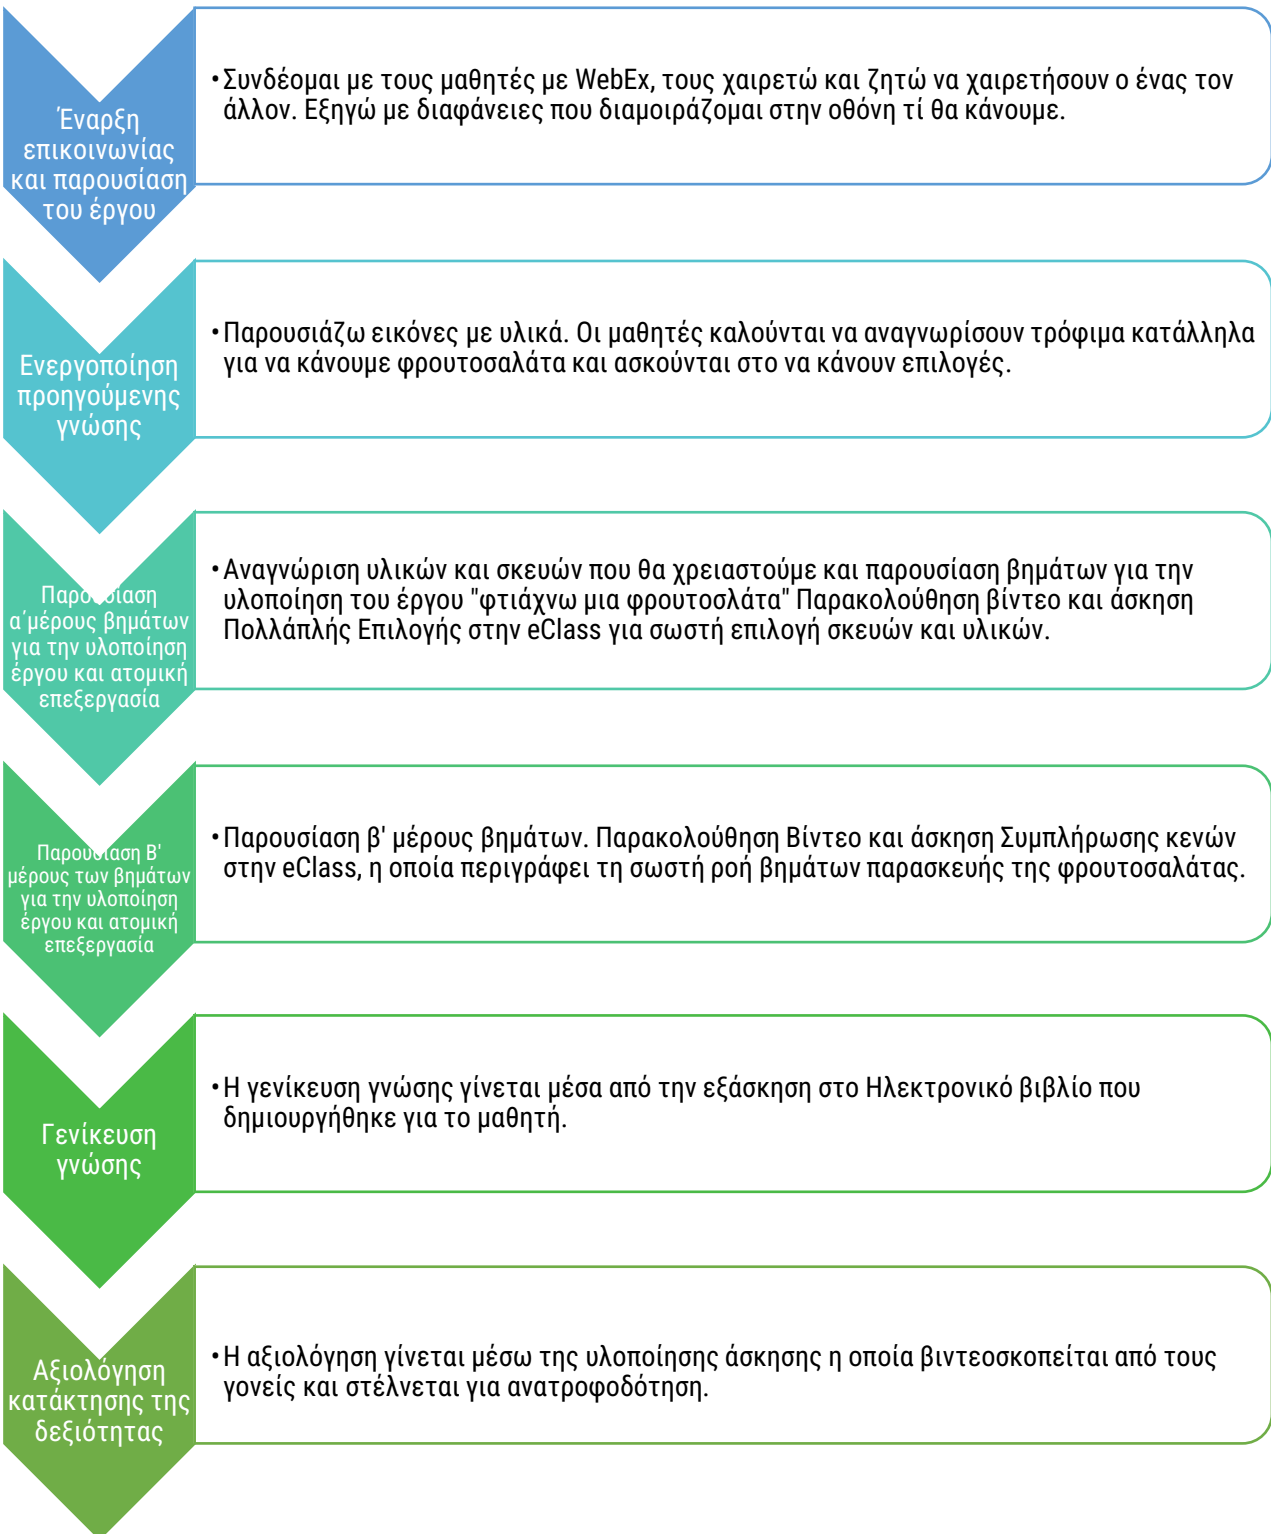 Έναρξη
επικοινωνίας
και παρουσίαση
του έργου
•Συνδέομαι με τους μαθητές με WebEx, τους χαιρετώ και ζητώ να χαιρετήσουν ο ένας τον
άλλον. Εξηγώ με διαφάνειες που διαμοιράζομαι στην οθόνη τί θα κάνουμε.
Ενεργοποίηση
προηγούμενης
γνώσης
•Παρουσιάζω εικόνες με υλικά. Οι μαθητές καλούνται να αναγνωρίσουν τρόφιμα κατάλληλα
για να κάνουμε φρουτοσαλάτα και ασκούνται στο να κάνουν επιλογές.
Παρουσίαση
α΄μέρους βημάτων
για την υλοποίηση
έργου και ατομική
επεξεργασία
•Αναγνώριση υλικών και σκευών που θα χρειαστούμε και παρουσίαση βημάτων για την
υλοποίηση του έργου "φτιάχνω μια φρουτοσλάτα" Παρακολούθηση βίντεο και άσκηση
Πολλάπλής Επιλογής στην eClass για σωστή επιλογή σκευών και υλικών.
Παρουσίαση Β'
μέρους των βημάτων
για την υλοποίηση
έργου και ατομική
επεξεργασία
•Παρουσίαση β' μέρους βημάτων. Παρακολούθηση Βίντεο και άσκηση Συμπλήρωσης κενών
στην eClass, η οποία περιγράφει τη σωστή ροή βημάτων παρασκευής της φρουτοσαλάτας.
Γενίκευση
γνώσης
•Η γενίκευση γνώσης γίνεται μέσα από την εξάσκηση στο Ηλεκτρονικό βιβλίο που
δημιουργήθηκε για το μαθητή.
Αξιολόγηση
κατάκτησης της
δεξιότητας
•Η αξιολόγηση γίνεται μέσω της υλοποίησης άσκησης η οποία βιντεοσκοπείται από τους
γονείς και στέλνεται για ανατροφοδότηση.